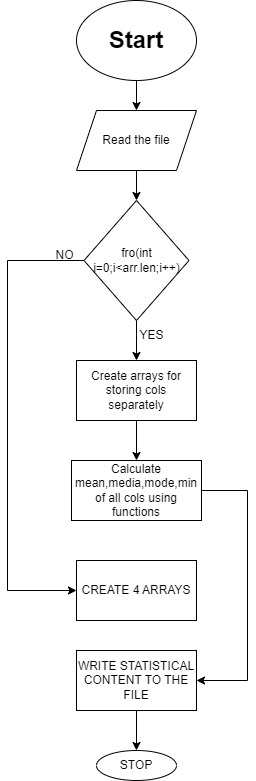 Start
Read the file
fro(int
i=0;i<arr.len;i++)
NO
YES
Create arrays for
storing cols
separately
Calculate
mean,media,mode,min
of all cols using
functions
CREATE 4 ARRAYS
WRITE STATISTICAL
CONTENT TO THE
FILE
STOP